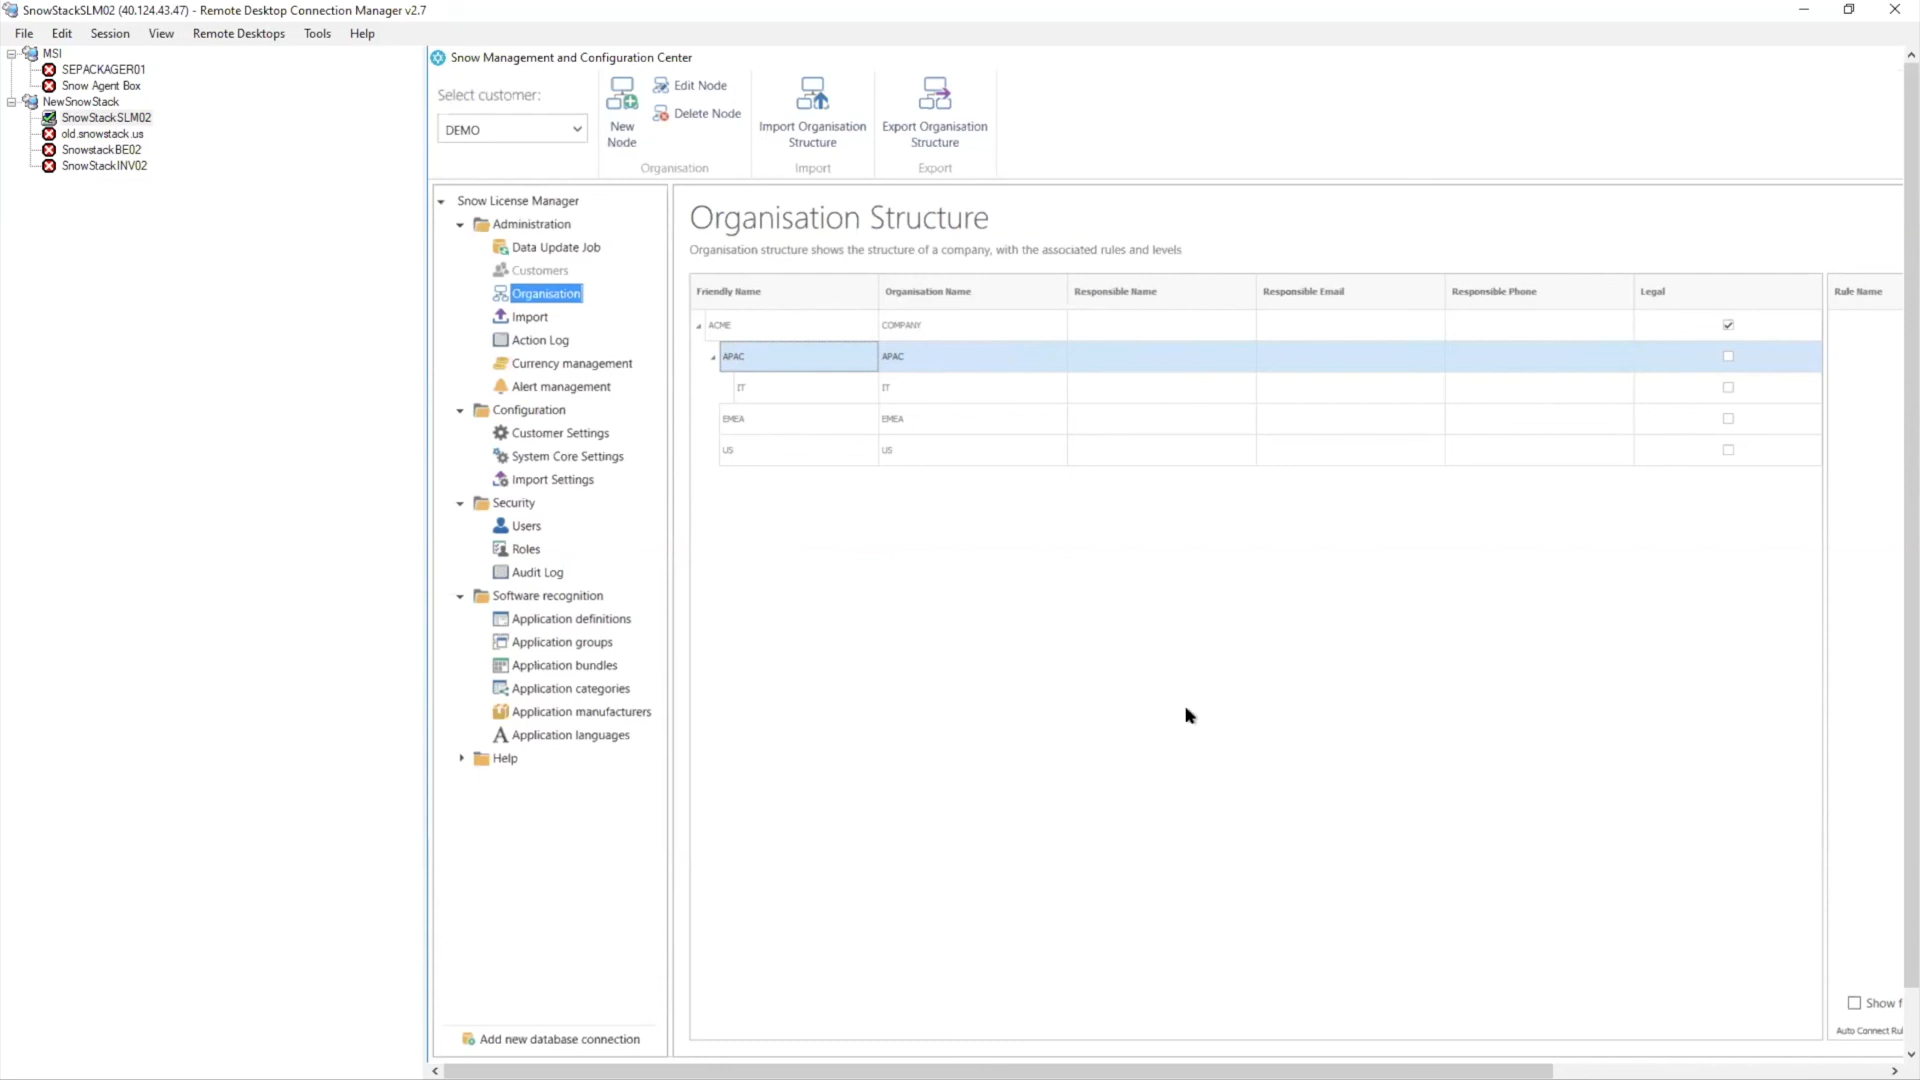 SnowStackSLM02 (40.124.43.47) - Remote Desktop Connection Manager v2.7
File Edit Session View Remote Desktops Tools Help
MSI
SEPACKAGER01
Snow Agent Box
NewSnowStack
SnowStackSLM02
old.snowstack.us
SnowstackBE02
SnowStackINV02
Snow Management and Configuration Center
Select customer:
DEMO
New
Node
Edit Node
Delete Node
Organisation
Import Organisation
Structure
Import
Export Organisation
Structure
Export
Snow License Manager
Administration
Data Update Job
Customers
Organisation
Import
Action Log
Currency management
Alert management
Configuration
Customer Settings
System Core Settings
Import Settings
Security
Users
Roles
Audit Log
Software recognition
Application definitions
Application groups
Application bundles
Application categories
Application manufacturers
Application languages
Help
Add new database connection
Organisation Structure
Organisation structure shows the structure of a company, with the associated rules and levels
Friendly Name Organisation Name Responsible Name Responsible Email Responsible Phone Legal Rule Name
ACME COMPANY
APAC APAC
IT IT
EMEA EMEA
US US
Show f
Auto Connect Rul